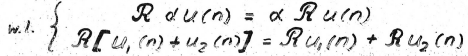 w.l. { R α u(n) = α R u(n)
R[u₁(n) + u₂(n)] = R u₁(n) + R u₂(n)